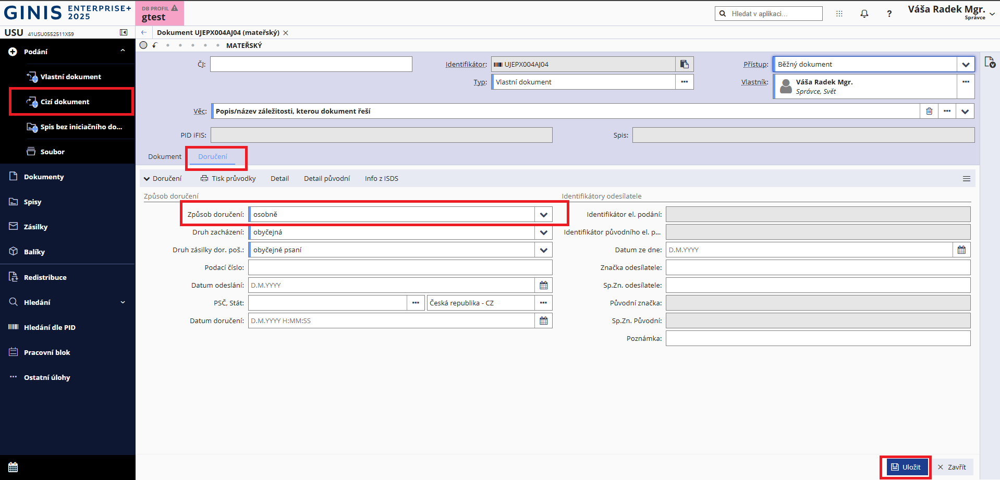 GINIS ENTERPRISE+ 2025
DB PROFIL
gtest
Hledat v aplikaci...
?
Váša Radek Mgr.
Správce
USU 41USU0552511X59
Dokument UJEPX004AJ04 (mateřský)
MATEŘSKÝ
Podání
Vlastní dokument
Cizí dokument
Spis bez iniciačního do...
Soubor
Dokumenty
Spisy
Zásilky
Balíky
Redistribuce
Hledání
Hledání dle PID
Pracovní blok
Ostatní úlohy
ČJ:
Identifikátor: UJEPX004AJ04
Přístup: Běžný dokument
Typ: Vlastní dokument
Vlastník: Váša Radek Mgr.
Správce, Svět
Věc: Popis/název záležitosti, kterou dokument řeší
PID iFIS:
Spis:
Dokument Doručení
Doručení Tisk průvodky Detail Detail původní Info z ISDS
Způsob doručení
Způsob doručení: osobně
Druh zacházení: obyčejná
Druh zásilky dor. poš.: obyčejné psaní
Podací číslo:
Datum odeslání: D.M.YYYY
PSČ, Stát: Česká republika - CZ
Datum doručení: D.M.YYYY H:MM:SS
Identifikátory odesílatele
Identifikátor el. podání:
Identifikátor původního el. p...
Datum ze dne: D.M.YYYY
Značka odesílatele:
Sp.Zn. odesílatele:
Původní značka:
Sp.Zn. Původní:
Poznámka:
Uložit
Zavřít